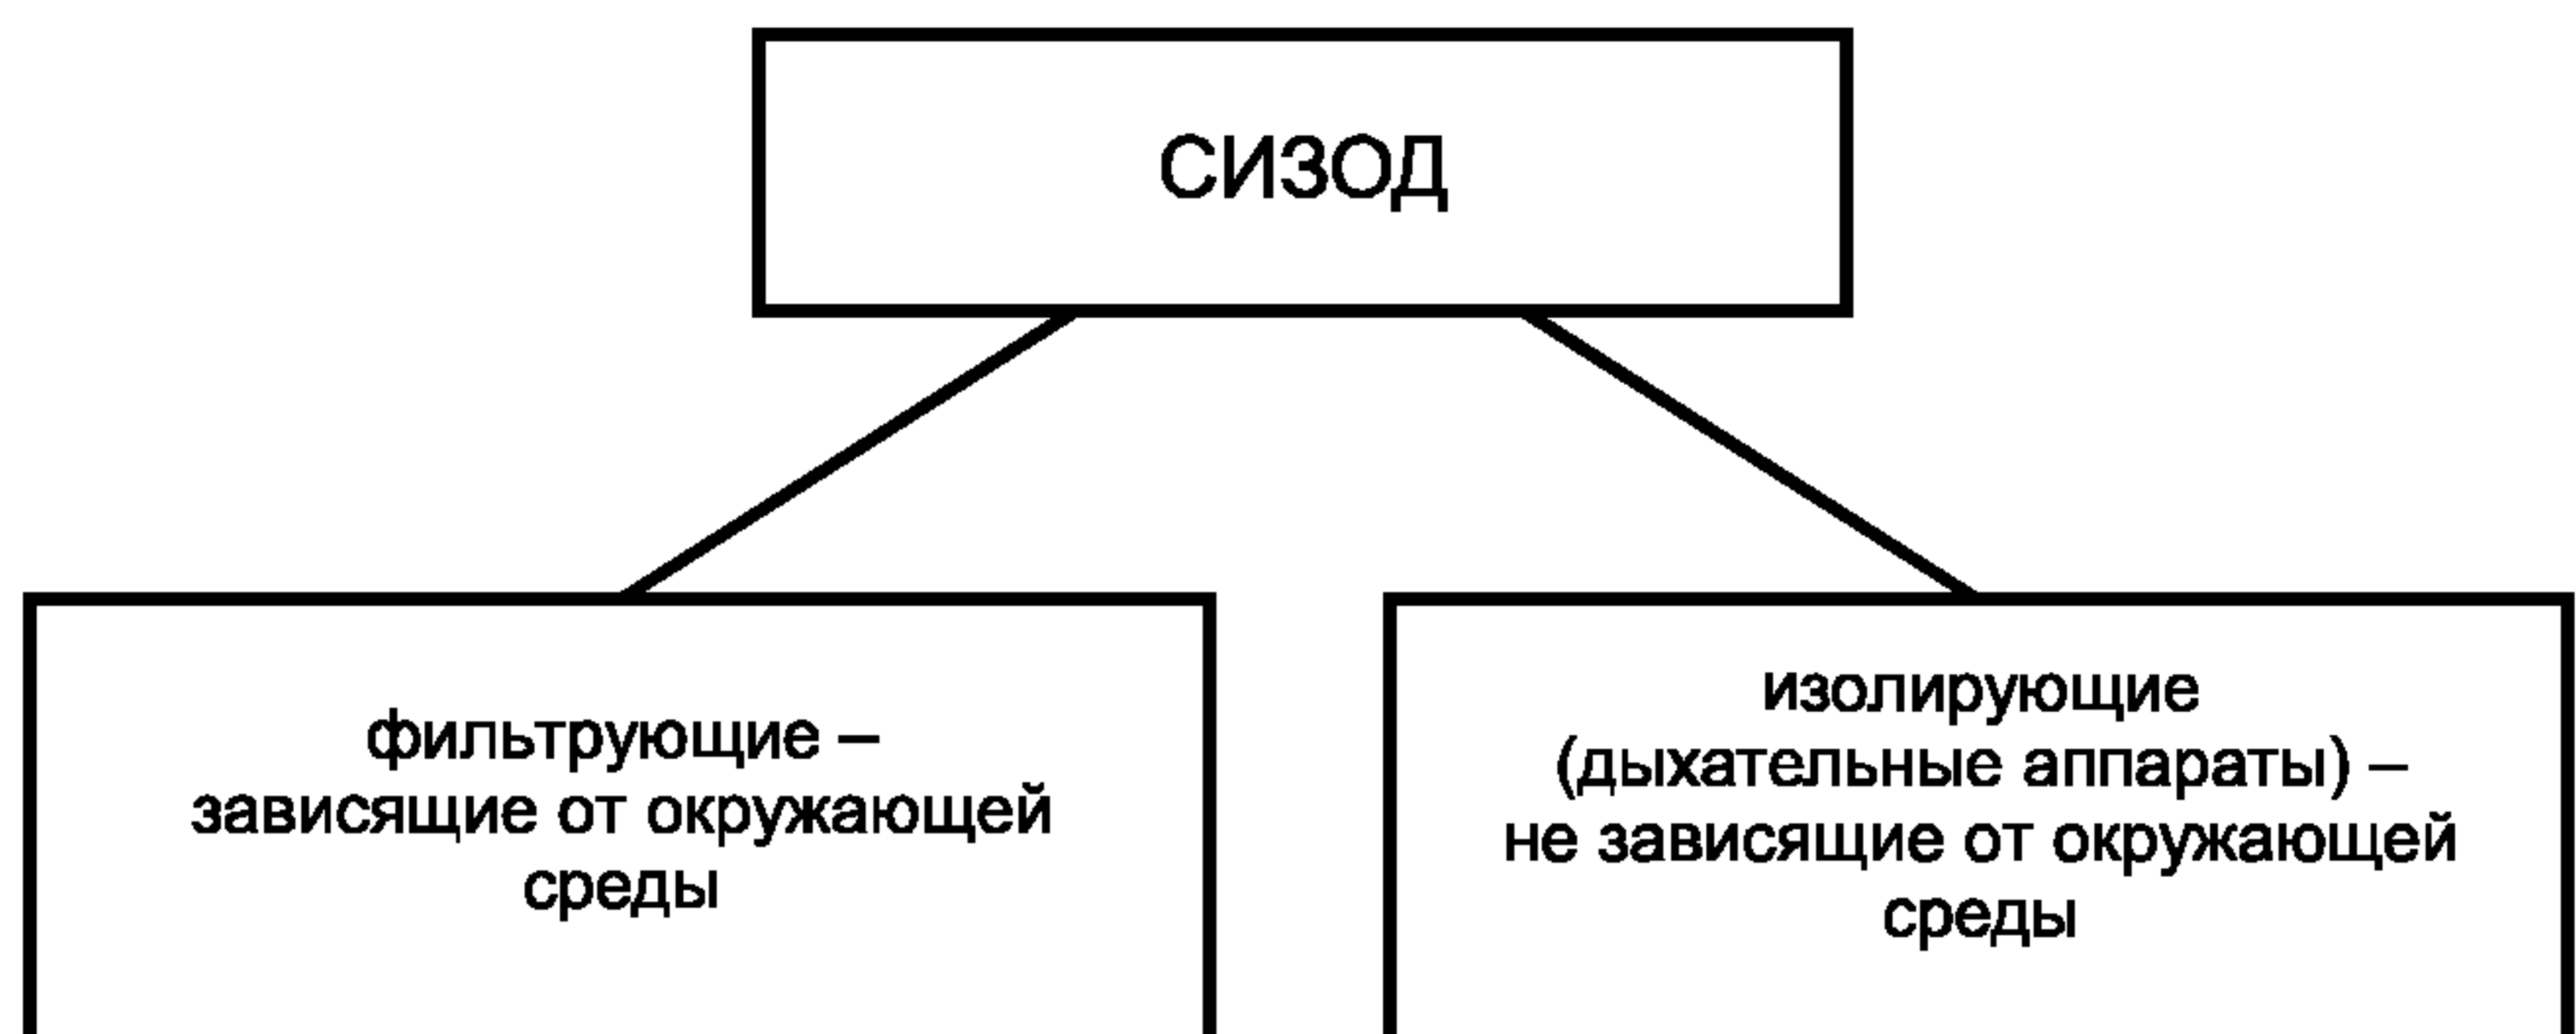 СИЗОД
фильтрующие –
зависящие от окружающей
среды
изолирующие
(дыхательные аппараты) –
не зависящие от окружающей
среды